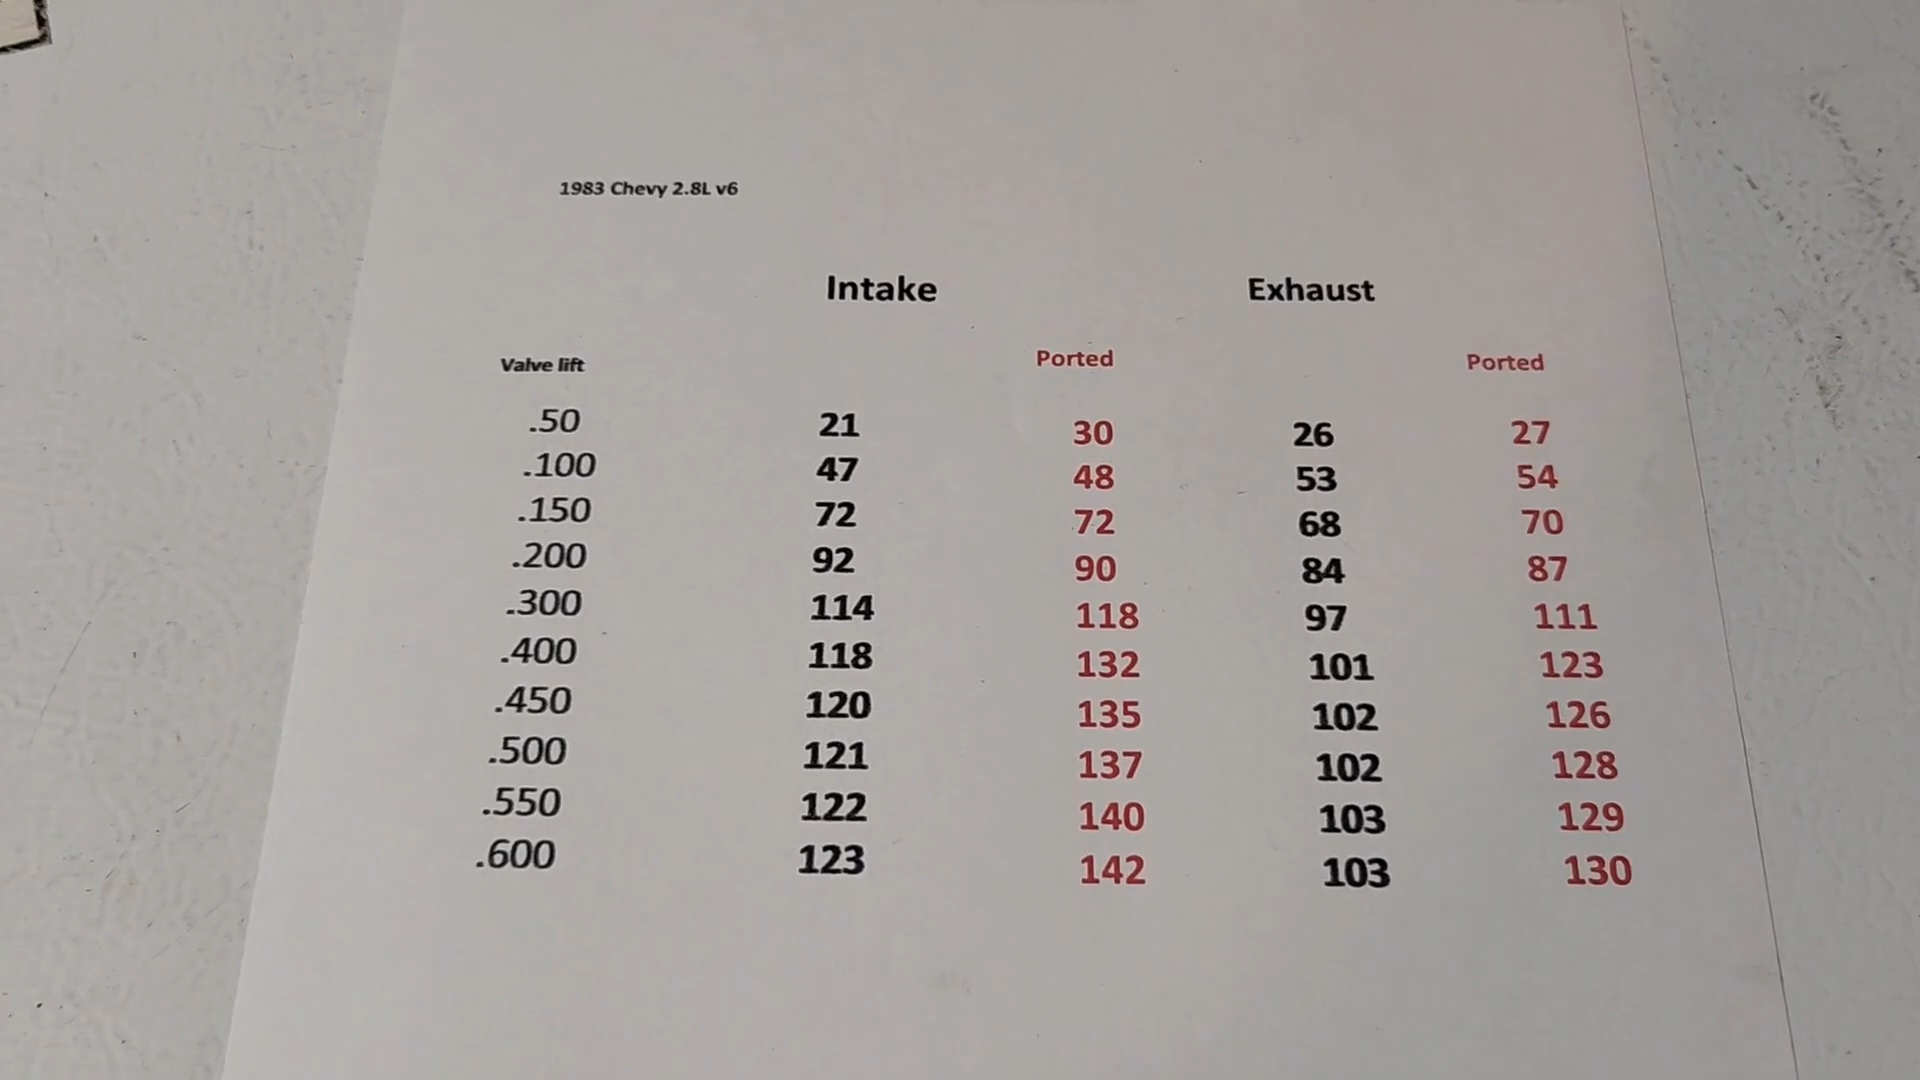 1983 Chevy 2.8L v6
Intake Exhaust
Valve lift Ported Ported
.50 21 30 26 27
.100 47 48 53 54
.150 72 72 68 70
.200 92 90 84 87
.300 114 118 97 111
.400 118 132 101 123
.450 120 135 102 126
.500 121 137 102 128
.550 122 140 103 129
.600 123 142 103 130